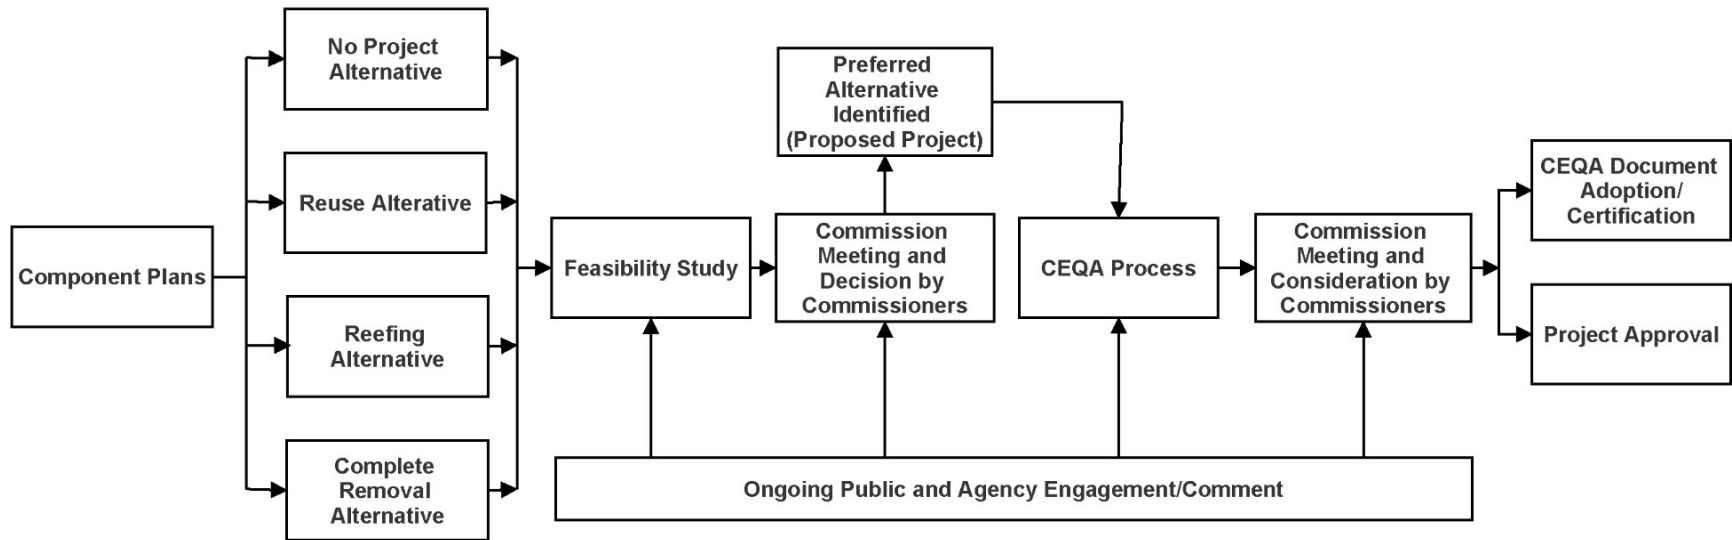 Component Plans
No Project
Alternative
Reuse Alterative
Reefing
Alternative
Complete
Removal
Alternative
Feasibility Study
Commission
Meeting and
Decision by
Commissioners
Preferred
Alternative
Identified
(Proposed Project)
CEQA Process
Commission
Meeting and
Consideration by
Commissioners
CEQA Document
Adoption/
Certification
Project Approval
Ongoing Public and Agency Engagement/Comment